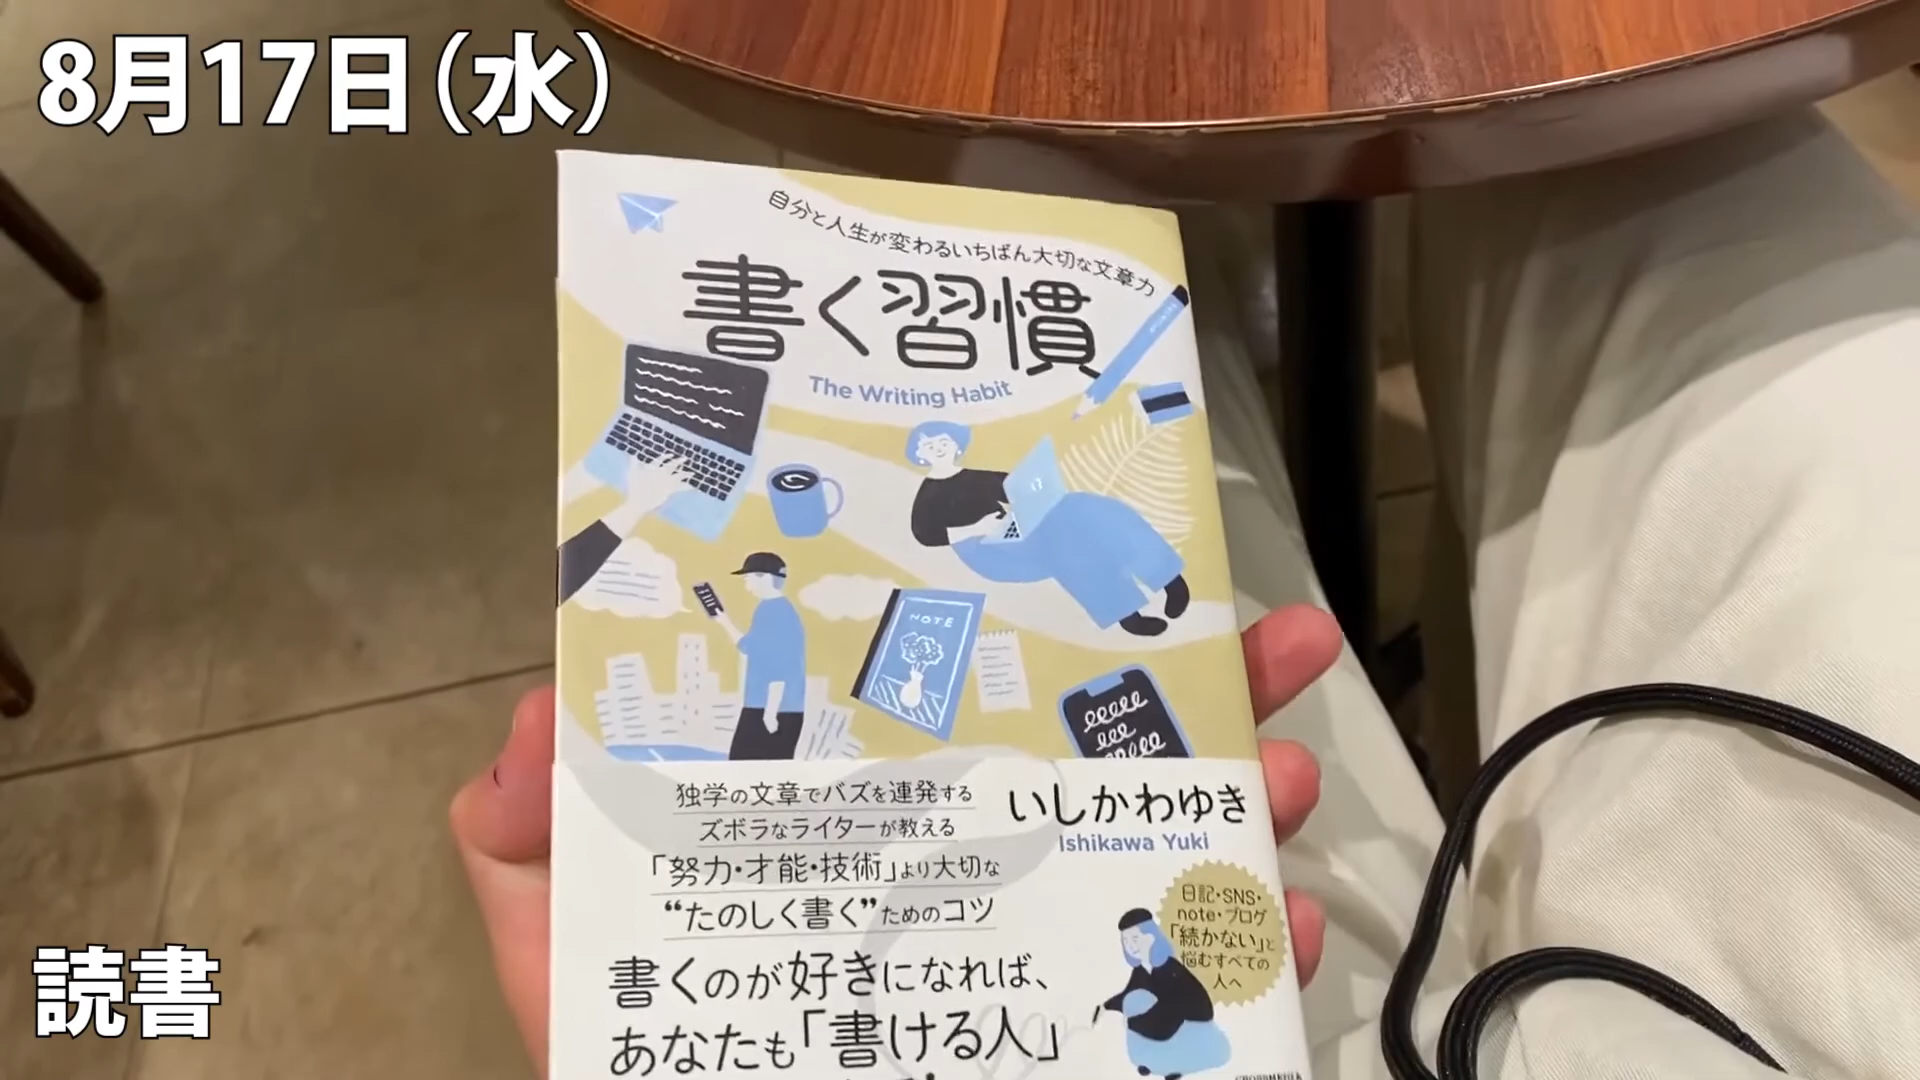 8月17日(水)
自分と人生が変わるいちばん大切な文章力
書く習慣
The Writing Habit
NOTE
独学の文章でバズを連発する
ズボラなライターが教える
「努力・才能・技術」より大切な
“たのしく書く”ためのコツ
いしかわゆき
Ishikawa Yuki
日記・SNS・
note・ブログ
「続かない」と
悩むすべての
人へ
書くのが好きになれば、
あなたも「書ける人」
読書